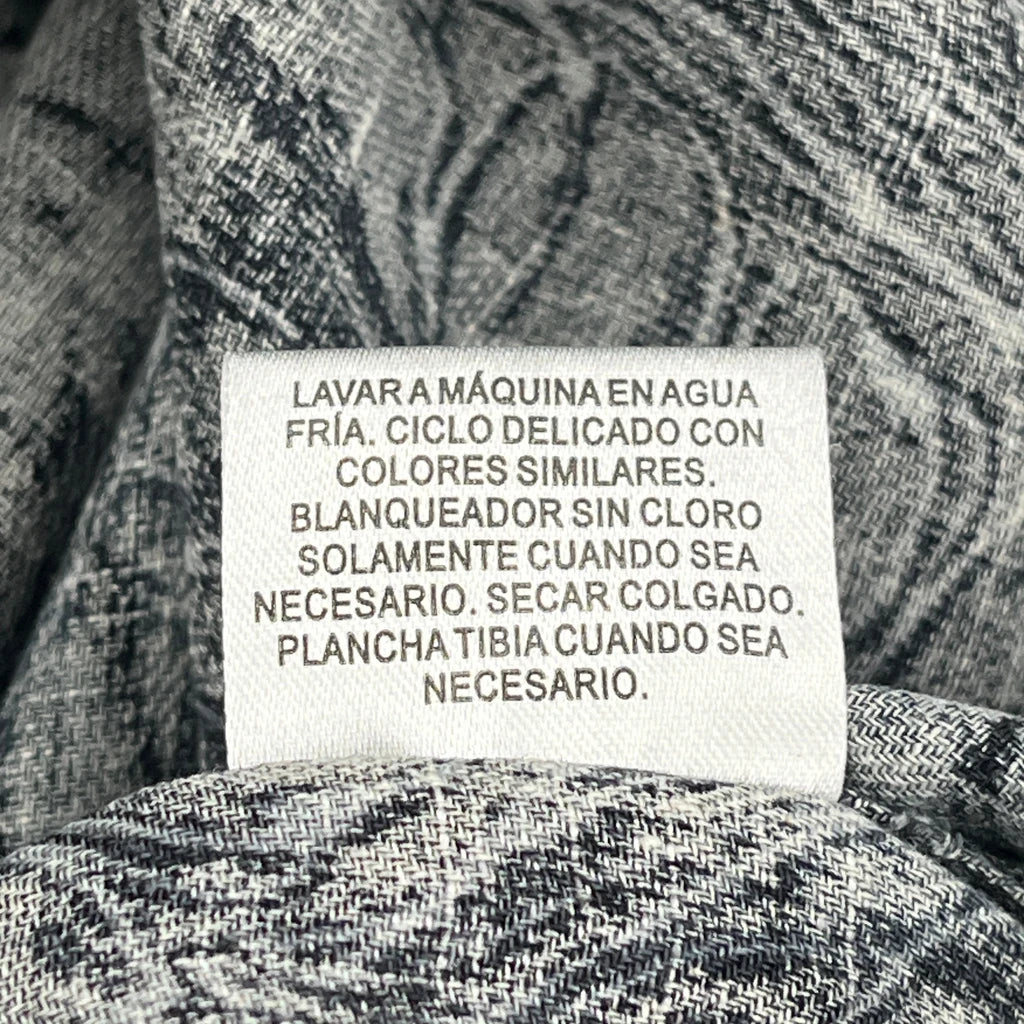 LAVAR A MÁQUINA EN AGUA
FRÍA. CICLO DELICADO CON
COLORES SIMILARES.
BLANQUEADOR SIN CLORO
SOLAMENTE CUANDO SEA
NECESARIO. SECAR COLGADO.
PLANCHA TIBIA CUANDO SEA
NECESARIO.